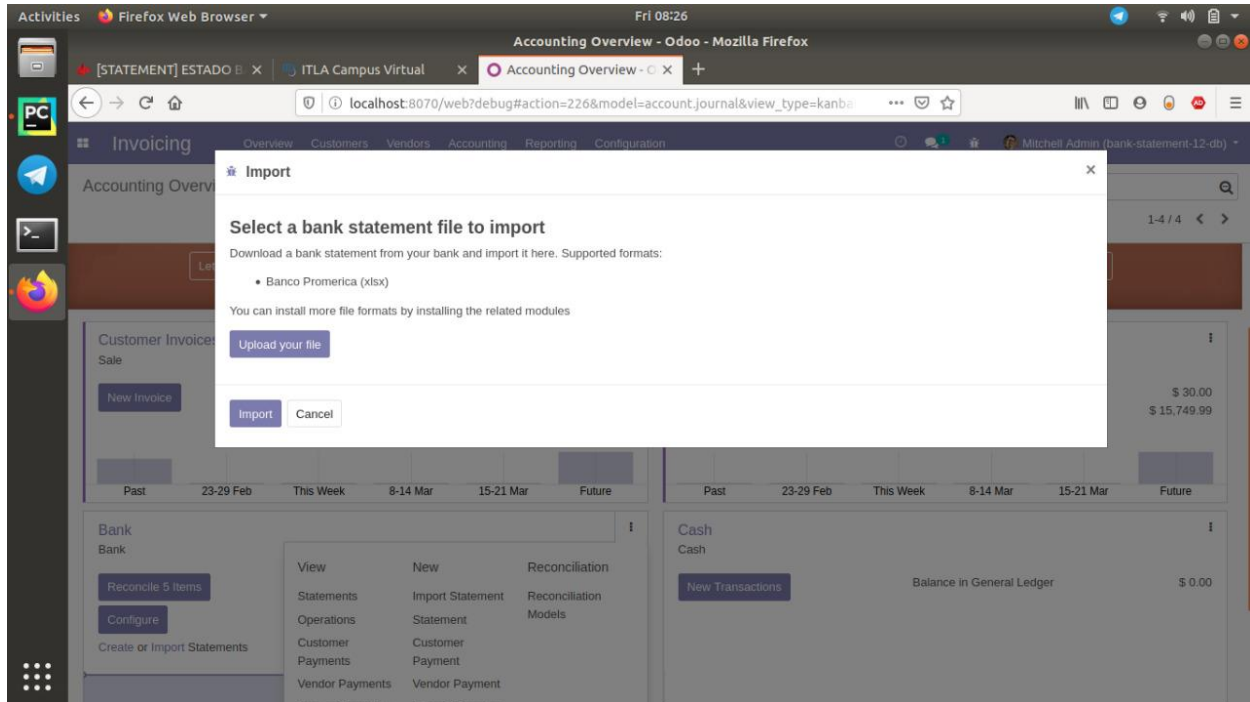 Activities Firefox Web Browser Fri 08:26
Accounting Overview - Odoo - Mozilla Firefox
[STATEMENT] ESTADO B ITLA Campus Virtual Accounting Overview - O
PC localhost:8070/web?debug#action=226&model=account.journal&view_type=kanba ABP
Invoicing Overview Customers Vendors Accounting Reporting Configuration 1 Mitchell Admin (bank-statement-12-db)
Import
Accounting Overvi
1-4 / 4
Select a bank statement file to import
Download a bank statement from your bank and import it here. Supported formats:
Let
• Banco Promerica (xlsx)
You can install more file formats by installing the related modules
Upload your file
Customer Invoices
Sale
New Invoice
$ 30.00
$ 15,749.99
Import Cancel
Past 23-29 Feb This Week 8-14 Mar 15-21 Mar Future Past 23-29 Feb This Week 8-14 Mar 15-21 Mar Future
Bank
Bank
Reconcile 5 Items
Configure
Create or Import Statements
View New Reconciliation
Statements Import Statement Reconciliation Models
Operations Statement
Customer Payments Customer Payment
Vendor Payments Vendor Payment
Cash
Cash
New Transactions Balance in General Ledger $ 0.00